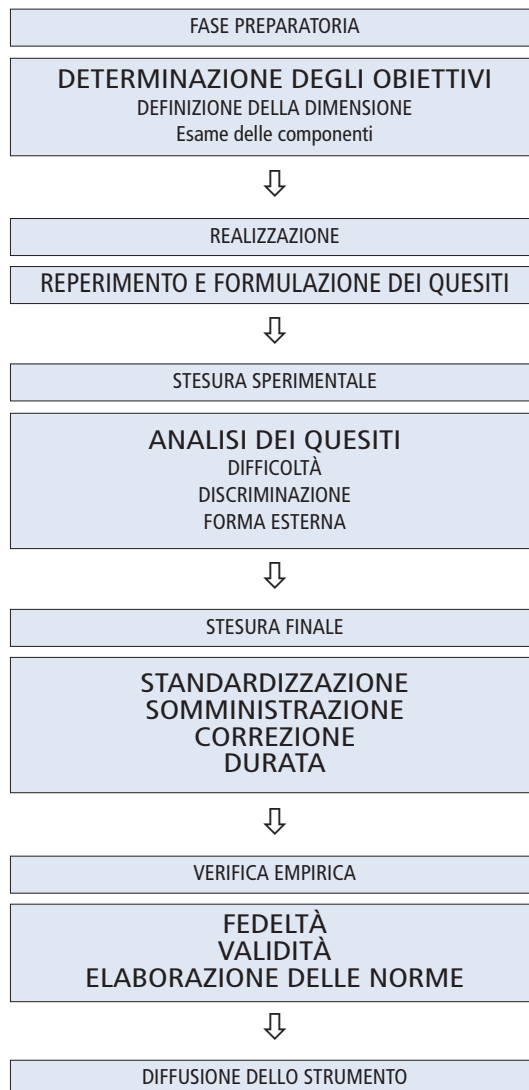 FASE PREPARATORIA
DETERMINAZIONE DEGLI OBIETTIVI
DEFINIZIONE DELLA DIMENSIONE
Esame delle componenti
REALIZZAZIONE
REPERIMENTO E FORMULAZIONE DEI QUESITI
STESURA SPERIMENTALE
ANALISI DEI QUESITI
DIFFICOLTÀ
DISCRIMINAZIONE
FORMA ESTERNA
STESURA FINALE
STANDARDIZZAZIONE
SOMMINISTRAZIONE
CORREZIONE
DURATA
VERIFICA EMPIRICA
FEDELTÀ
VALIDITÀ
ELABORAZIONE DELLE NORME
DIFFUSIONE DELLO STRUMENTO